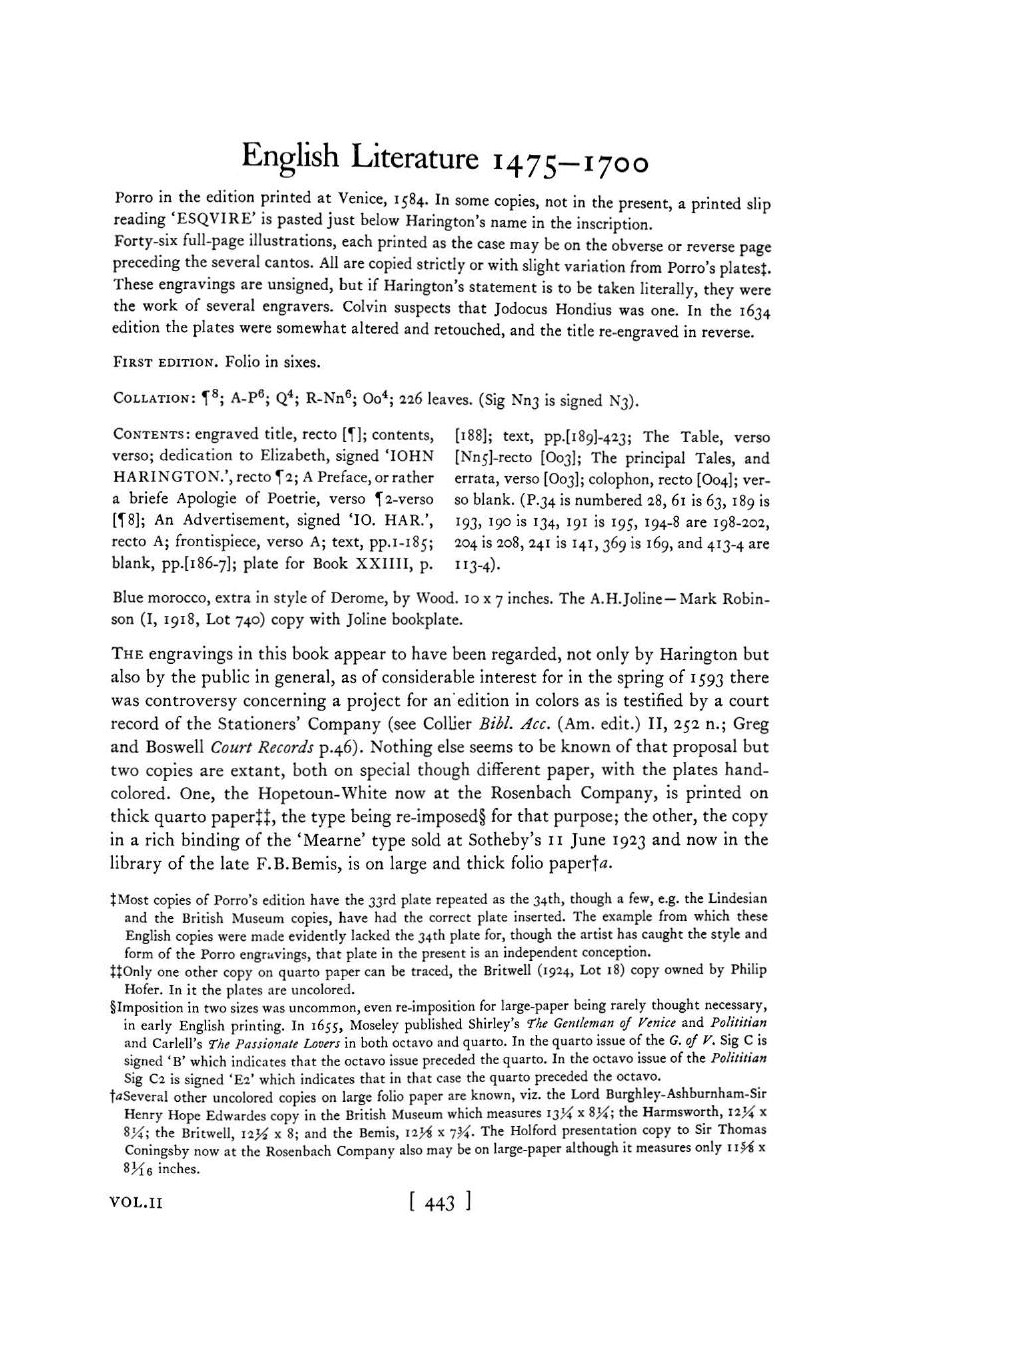 English Literature 1475–1700
Porro in the edition printed at Venice, 1584. In some copies, not in the present, a printed slip
reading ‘ESQVIRE’ is pasted just below Harington’s name in the inscription.
Forty-six full-page illustrations, each printed as the case may be on the obverse or reverse page
preceding the several cantos. All are copied strictly or with slight variation from Porro’s plates‡.
These engravings are unsigned, but if Harington’s statement is to be taken literally, they were
the work of several engravers. Colvin suspects that Jodocus Hondius was one. In the 1634
edition the plates were somewhat altered and retouched, and the title re-engraved in reverse.
FIRST EDITION. Folio in sixes.
COLLATION: ¶⁸; A-P⁶; Q⁴; R-Nn⁶; Oo⁴; 226 leaves. (Sig Nn3 is signed N3).
CONTENTS: engraved title, recto [¶]; contents,
verso; dedication to Elizabeth, signed ‘IOHN
HARINGTON.’, recto ¶2; A Preface, or rather
a briefe Apologie of Poetrie, verso ¶2-verso
[¶8]; An Advertisement, signed ‘IO. HAR.’,
recto A; frontispiece, verso A; text, pp.1-185;
blank, pp.[186-7]; plate for Book XXIIII, p.
[188]; text, pp.[189]-423; The Table, verso
[Nn5]-recto [Oo3]; The principal Tales, and
errata, verso [Oo3]; colophon, recto [Oo4]; ver-
so blank. (P.34 is numbered 28, 61 is 63, 189 is
193, 190 is 134, 191 is 195, 194-8 are 198-202,
204 is 208, 241 is 141, 369 is 169, and 413-4 are
113-4).
Blue morocco, extra in style of Derome, by Wood. 10 x 7 inches. The A.H.Joline—Mark Robin-
son (I, 1918, Lot 740) copy with Joline bookplate.
THE engravings in this book appear to have been regarded, not only by Harington but
also by the public in general, as of considerable interest for in the spring of 1593 there
was controversy concerning a project for an edition in colors as is testified by a court
record of the Stationers’ Company (see Collier Bibl. Acc. (Am. edit.) II, 252 n.; Greg
and Boswell Court Records p.46). Nothing else seems to be known of that proposal but
two copies are extant, both on special though different paper, with the plates hand-
colored. One, the Hopetoun-White now at the Rosenbach Company, is printed on
thick quarto paper‡‡, the type being re-imposed§ for that purpose; the other, the copy
in a rich binding of the ‘Mearne’ type sold at Sotheby’s 11 June 1923 and now in the
library of the late F.B.Bemis, is on large and thick folio paper†a.
‡Most copies of Porro’s edition have the 33rd plate repeated as the 34th, though a few, e.g. the Lindesian
and the British Museum copies, have had the correct plate inserted. The example from which these
English copies were made evidently lacked the 34th plate for, though the artist has caught the style and
form of the Porro engravings, that plate in the present is an independent conception.
‡‡Only one other copy on quarto paper can be traced, the Britwell (1924, Lot 18) copy owned by Philip
Hofer. In it the plates are uncolored.
§Imposition in two sizes was uncommon, even re-imposition for large-paper being rarely thought necessary,
in early English printing. In 1655, Moseley published Shirley’s The Gentleman of Venice and Polititian
and Carlell’s The Passionate Lovers in both octavo and quarto. In the quarto issue of the G. of V. Sig C is
signed ‘B’ which indicates that the octavo issue preceded the quarto. In the octavo issue of the Polititian
Sig C2 is signed ‘E2’ which indicates that in that case the quarto preceded the octavo.
†aSeveral other uncolored copies on large folio paper are known, viz. the Lord Burghley-Ashburnham-Sir
Henry Hope Edwardes copy in the British Museum which measures 13¼ x 8¾; the Harmsworth, 12¼ x
8¼; the Britwell, 12½ x 8; and the Bemis, 12⅛ x 7¾. The Holford presentation copy to Sir Thomas
Coningsby now at the Rosenbach Company also may be on large-paper although it measures only 11⅝ x
8 1/16 inches.
VOL.II
[ 443 ]